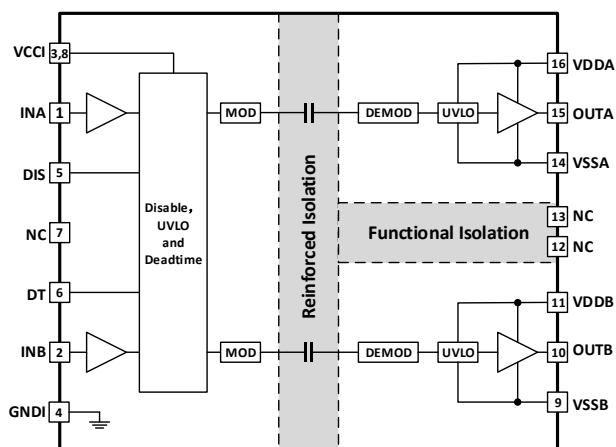 VCCI 3,8
INA 1
DIS 5
NC 7
DT 6
INB 2
GNDI 4
Disable,
UVLO
and
Deadtime
MOD
MOD
Reinforced Isolation
DEMOD
UVLO
Functional Isolation
DEMOD
UVLO
16 VDDA
15 OUTA
14 VSSA
13 NC
12 NC
11 VDDB
10 OUTB
9 VSSB